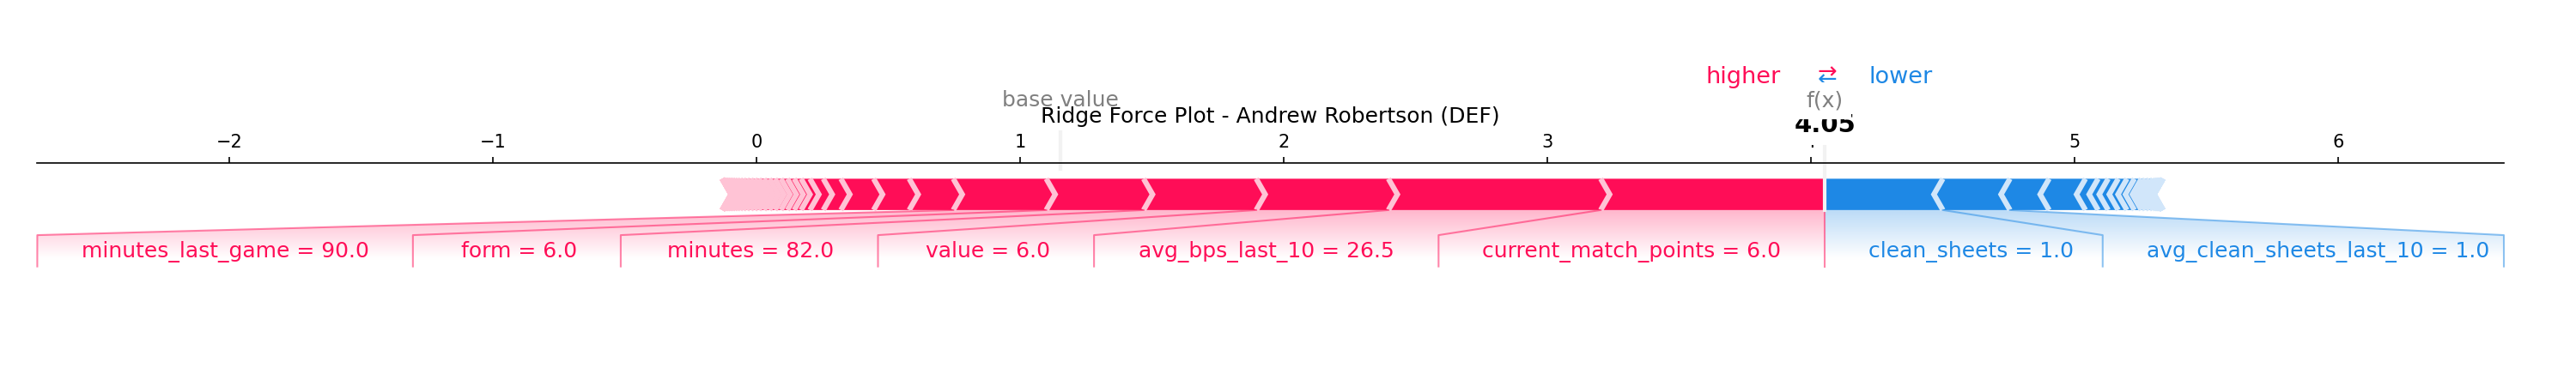 higher ⇄ lower
base value
f(x)
Ridge Force Plot - Andrew Robertson (DEF)
4.05
−2 −1 0 1 2 3 5 6
minutes_last_game = 90.0 form = 6.0 minutes = 82.0 value = 6.0 avg_bps_last_10 = 26.5 current_match_points = 6.0 clean_sheets = 1.0 avg_clean_sheets_last_10 = 1.0